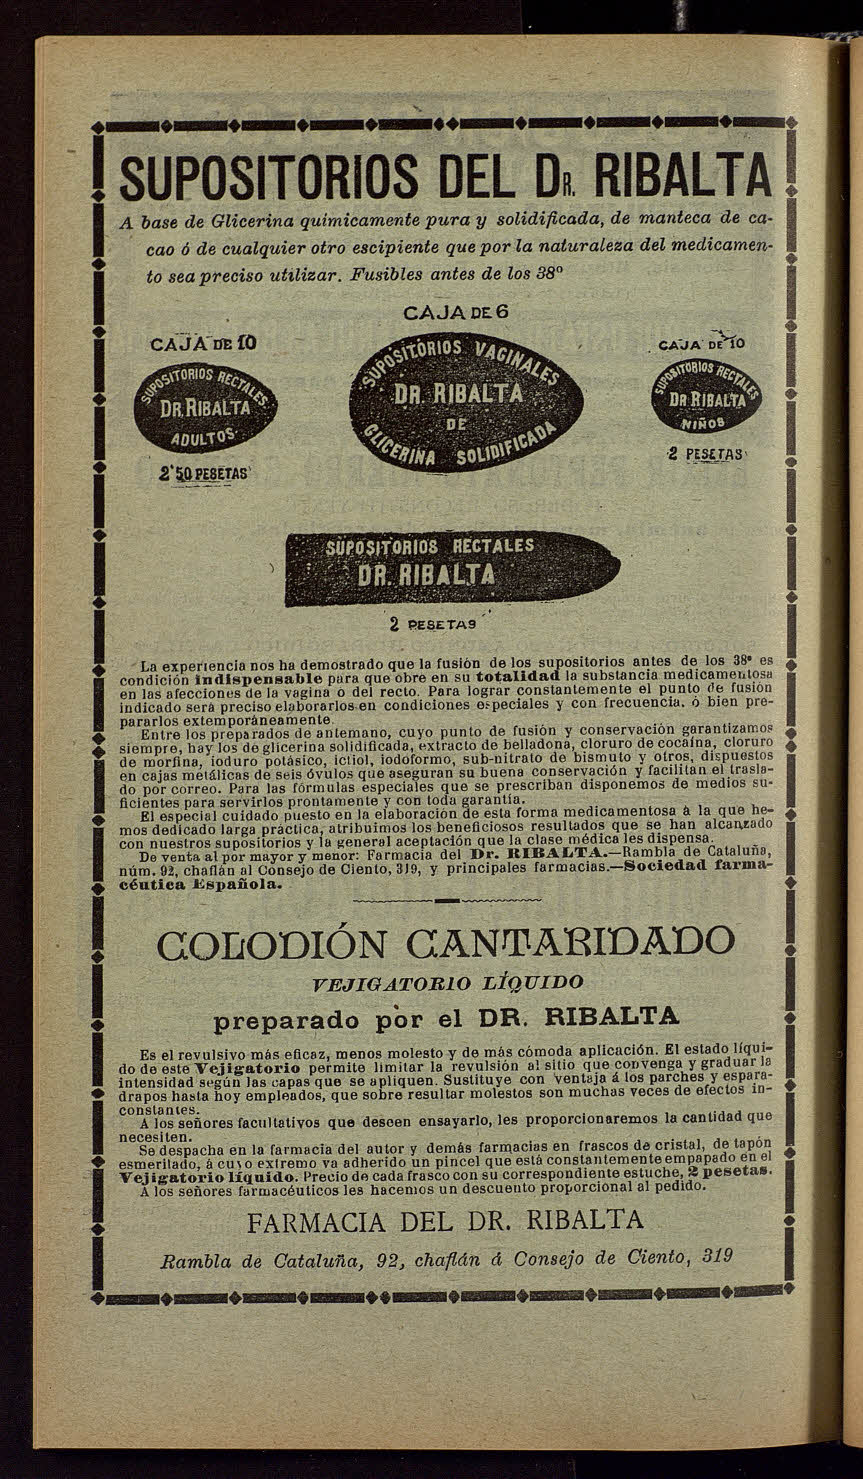 SUPOSITORIOS DEL DR. RIBALTA
A base de Glicerina químicamente pura y solidificada, de manteca de ca-
cao ó de cualquier otro escipiente que por la naturaleza del medicamen-
to sea preciso utilizar. Fusibles antes de los 38º
CAJA DE 6
CAJA DE 10
CAJA DE 10
SUPOSITORIOS RECTALES
DR. RIBALTA
ADULTOS
2'50 PESETAS
SUPOSITORIOS VAGINALES
DR. RIBALTA
DE
GLICERINA SOLIDIFICADA
SUPOSITORIOS RECTALES
DR RIBALTA
NIÑOS
2 PESETAS
SUPOSITORIOS RECTALES
DR. RIBALTA
2 PESETAS
La experiencia nos ha demostrado que la fusión de los supositorios antes de los 38º es
condición indispensable para que obre en su totalidad la substancia medicamentosa
en las afecciones de la vagina ó del recto. Para lograr constantemente el punto de fusión
indicado será preciso elaborarlos en condiciones especiales y con frecuencia, ó bien pre-
pararlos extemporáneamente.
Entre los preparados de antemano, cuyo punto de fusión y conservación garantizamos
siempre, hay los de glicerina solidificada, extracto de belladona, cloruro de cocaína, cloruro
de morfina, ioduro potásico, ictiol, iodoformo, sub-nitrato de bismuto y otros, dispuestos
en cajas metálicas de seis óvulos que aseguran su buena conservación y facilitan el trasla-
do por correo. Para las fórmulas especiales que se prescriban disponemos de medios su-
ficientes para servirlos prontamente y con toda garantía.
El especial cuidado puesto en la elaboración de esta forma medicamentosa à la que he-
mos dedicado larga práctica, atribuimos los beneficiosos resultados que se han alcanzado
con nuestros supositorios y la general aceptación que la clase médica les dispensa.
De venta al por mayor y menor: Farmacia del Dr. RIBALTA.—Rambla de Cataluña,
núm. 92, chaflán al Consejo de Ciento, 319, y principales farmacias.—Sociedad farma-
céutica Española.
COLODIÓN CANTARIDADO
VEJIGATORIO LÍQUIDO
preparado por el DR. RIBALTA
Es el revulsivo más eficaz, menos molesto y de más cómoda aplicación. El estado líqui-
do de este Vejigatorio permite limitar la revulsión al sitio que convenga y graduar la
intensidad según las capas que se apliquen. Sustituye con ventaja á los parches y espara-
drapos hasta hoy empleados, que sobre resultar molestos son muchas veces de efectos in-
constantes.
A los señores facultativos que deseen ensayarlo, les proporcionaremos la cantidad que
necesiten.
Se despacha en la farmacia del autor y demás farmacias en frascos de cristal, de tapón
esmerilado, á cuyo extremo va adherido un pincel que está constantemente empapado en el
Vejigatorio líquido. Precio de cada frasco con su correspondiente estuche, 2 pesetas.
A los señores farmacéuticos les hacemos un descuento proporcional al pedido.
FARMACIA DEL DR. RIBALTA
Rambla de Cataluña, 92, chaflán á Consejo de Ciento, 319